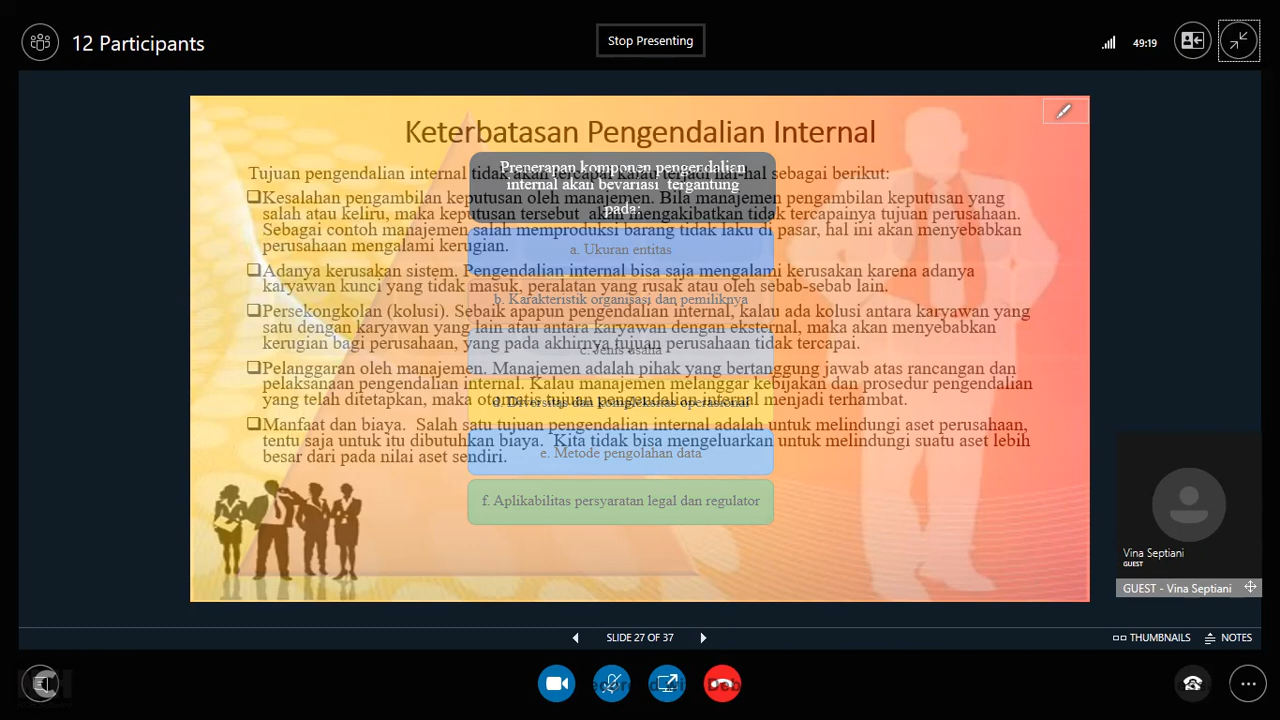 12 Participants
Stop Presenting
49:19
Keterbatasan Pengendalian Internal
Tujuan pengendalian internal tidak akan tercapai kalau terjadi hal-hal sebagai berikut:
Kesalahan pengambilan keputusan oleh manajemen. Bila manajemen pengambilan keputusan yang
salah atau keliru, maka keputusan tersebut akan mengakibatkan tidak tercapainya tujuan perusahaan.
Sebagai contoh manajemen salah memproduksi barang tidak laku di pasar, hal ini akan menyebabkan
perusahaan mengalami kerugian.
Adanya kerusakan sistem. Pengendalian internal bisa saja mengalami kerusakan karena adanya
karyawan kunci yang tidak masuk, peralatan yang rusak atau oleh sebab-sebab lain.
Persekongkolan (kolusi). Sebaik apapun pengendalian internal, kalau ada kolusi antara karyawan yang
satu dengan karyawan yang lain atau antara karyawan dengan eksternal, maka akan menyebabkan
kerugian bagi perusahaan, yang pada akhirnya tujuan perusahaan tidak tercapai.
Pelanggaran oleh manajemen. Manajemen adalah pihak yang bertanggung jawab atas rancangan dan
pelaksanaan pengendalian internal. Kalau manajemen melanggar kebijakan dan prosedur pengendalian
yang telah ditetapkan, maka otomatis tujuan pengendalian internal menjadi terhambat.
Manfaat dan biaya. Salah satu tujuan pengendalian internal adalah untuk melindungi aset perusahaan,
tentu saja untuk itu dibutuhkan biaya. Kita tidak bisa mengeluarkan untuk melindungi suatu aset lebih
besar dari pada nilai aset sendiri.
Prenerapan komponen pengendalian
internal akan bevariasi tergantung
pada:
a. Ukuran entitas
b. Karakteristik organisasi dan pemiliknya
c. Jenis usaha
d. Diversitas dan kompleksitas operasional
e. Metode pengolahan data
f. Aplikabilitas persyaratan legal dan regulator
Vina Septiani
GUEST
GUEST - Vina Septiani
SLIDE 27 OF 37
THUMBNAILS
NOTES